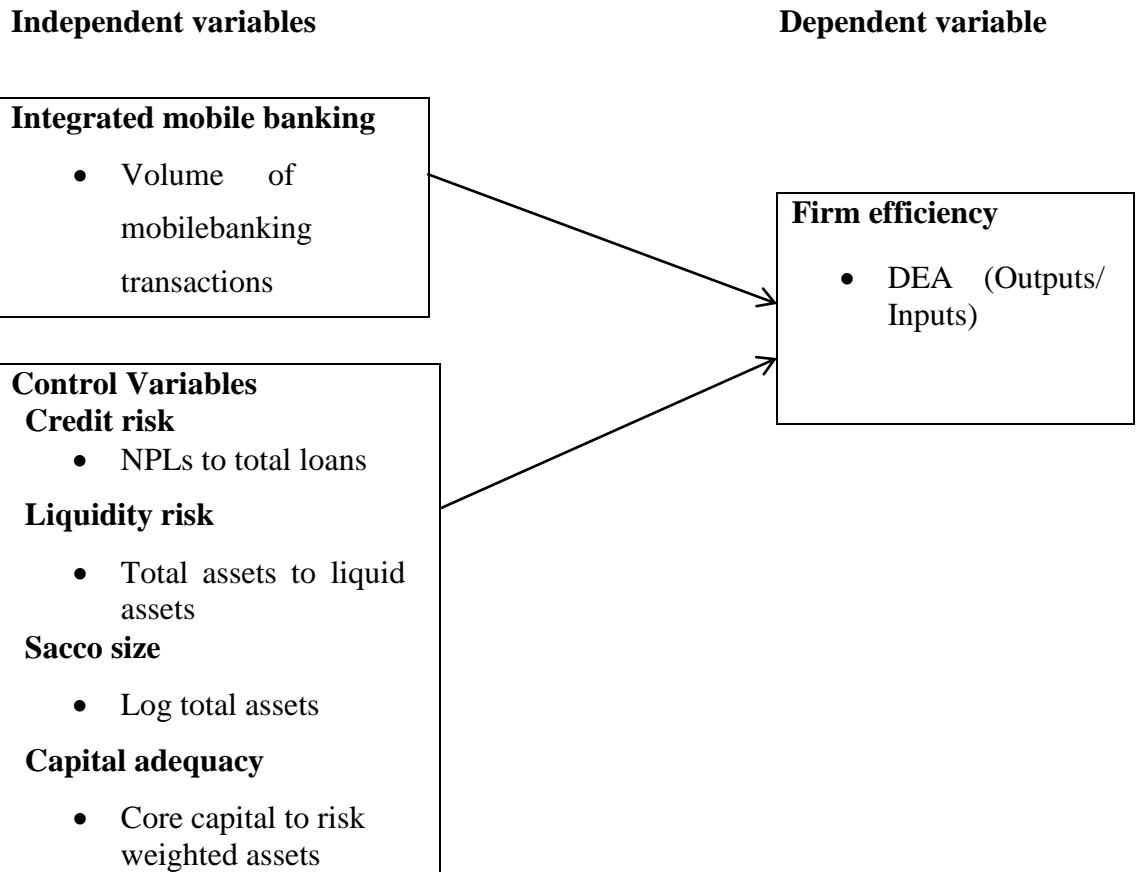 Independent variables
Dependent variable
Integrated mobile banking
• Volume of
mobilebanking
transactions
Firm efficiency
• DEA (Outputs/
Inputs)
Control Variables
Credit risk
• NPLs to total loans
Liquidity risk
• Total assets to liquid
assets
Sacco size
• Log total assets
Capital adequacy
• Core capital to risk
weighted assets